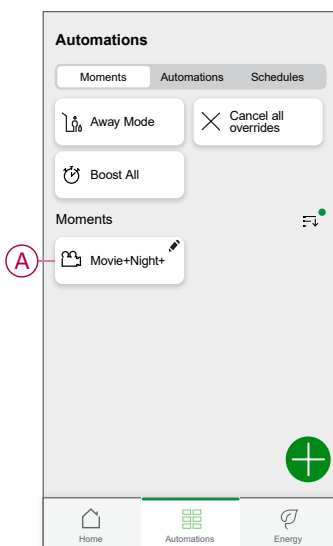 Automations
Moments Automations Schedules
Away Mode
Cancel all
overrides
Boost All
Moments
A
Movie+Night+
Home Automations Energy